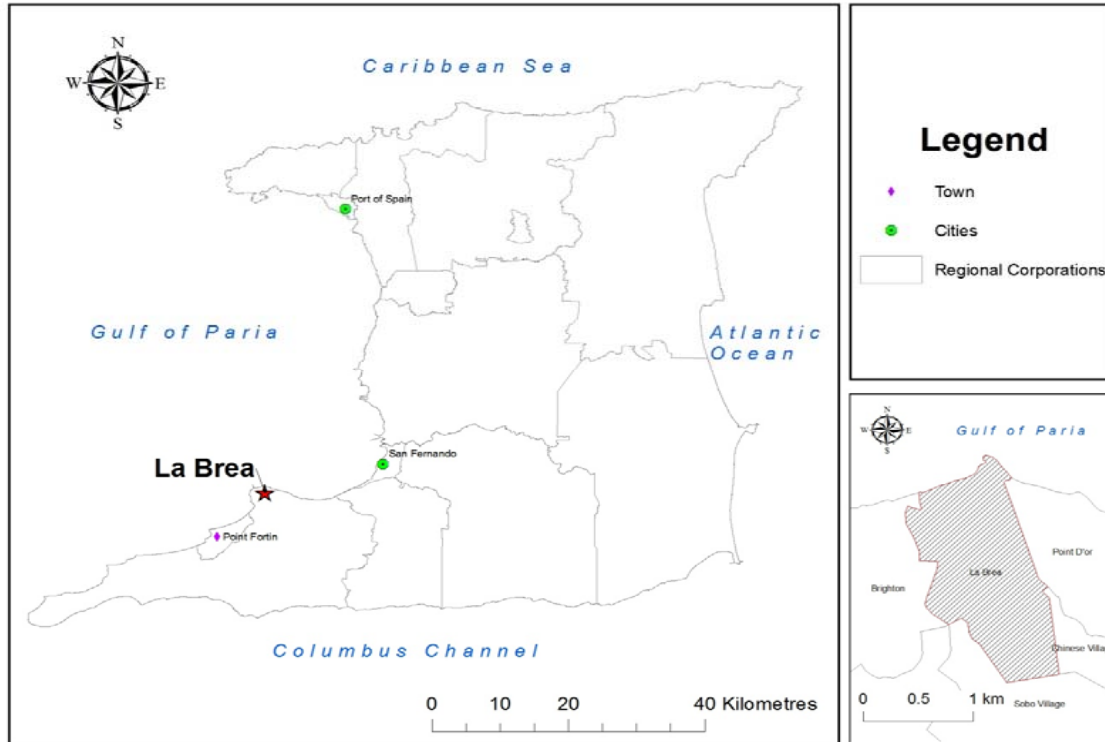 N
W E
S
Caribbean Sea
Port of Spain
Gulf of Paria
Atlantic
Ocean
San Fernando
La Brea
Point Fortin
Columbus Channel
0 10 20 40 Kilometres
Legend
Town
Cities
Regional Corporations
N
W E
S
Gulf of Paria
Point D'or
La Brea
Brighton
Chinese Villa
0 0.5 1 km
Sobo Village